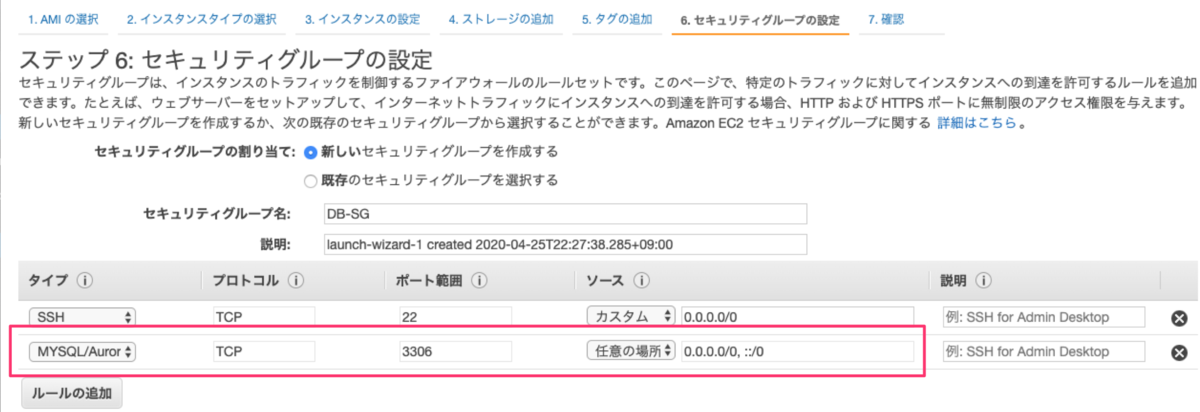 1. AMI の選択 2. インスタンスタイプの選択 3. インスタンスの設定 4. ストレージの追加 5. タグの追加 6. セキュリティグループの設定 7. 確認
ステップ 6: セキュリティグループの設定
セキュリティグループは、インスタンスのトラフィックを制御するファイアウォールのルールセットです。このページで、特定のトラフィックに対してインスタンスへの到達を許可するルールを追加
できます。たとえば、ウェブサーバーをセットアップして、インターネットトラフィックにインスタンスへの到達を許可する場合、HTTP および HTTPS ポートに無制限のアクセス権限を与えます。
新しいセキュリティグループを作成するか、次の既存のセキュリティグループから選択することができます。Amazon EC2 セキュリティグループに関する 詳細はこちら。
セキュリティグループの割り当て: 新しいセキュリティグループを作成する
既存のセキュリティグループを選択する
セキュリティグループ名: DB-SG
説明: launch-wizard-1 created 2020-04-25T22:27:38.285+09:00
タイプ i プロトコル i ポート範囲 i ソース i 説明 i
SSH TCP 22 カスタム 0.0.0.0/0 例: SSH for Admin Desktop
MYSQL/Auror TCP 3306 任意の場所 0.0.0.0/0, ::/0 例: SSH for Admin Desktop
ルールの追加